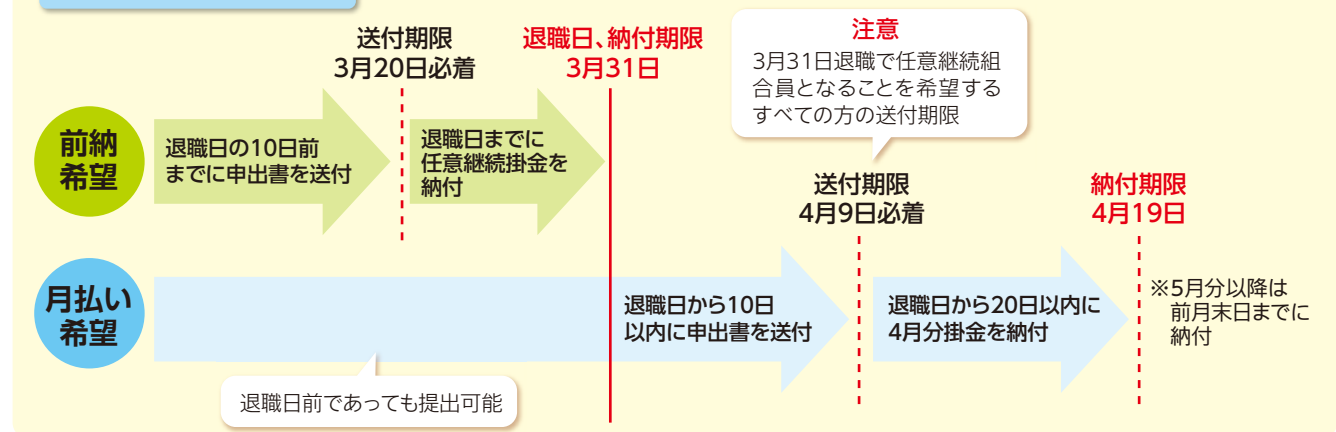 送付期限
3月20日必着
退職日、納付期限
3月31日
注意
3月31日退職で任意継続組
合員となることを希望する
すべての方の送付期限
前納
希望
退職日の10日前
までに申出書を送付
退職日までに
任意継続掛金を
納付
送付期限
4月9日必着
納付期限
4月19日
月払い
希望
退職日から10日
以内に申出書を送付
退職日から20日以内に
4月分掛金を納付
※5月分以降は
前月末日までに
納付
退職日前であっても提出可能